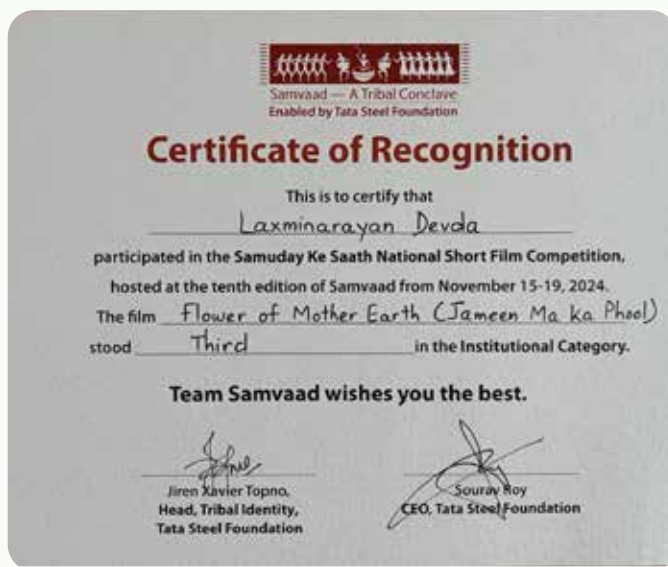 Samvaad — A Tribal Conclave
Enabled by Tata Steel Foundation
Certificate of Recognition
This is to certify that
Laxminarayan Devda
participated in the Samuday Ke Saath National Short Film Competition,
hosted at the tenth edition of Samvaad from November 15-19, 2024.
The film Flower of Mother Earth (Jameen Ma Ka Phool)
stood Third in the Institutional Category.
Team Samvaad wishes you the best.
Jiren Xavier Topno,
Head, Tribal Identity,
Tata Steel Foundation
Sourav Roy
CEO, Tata Steel Foundation